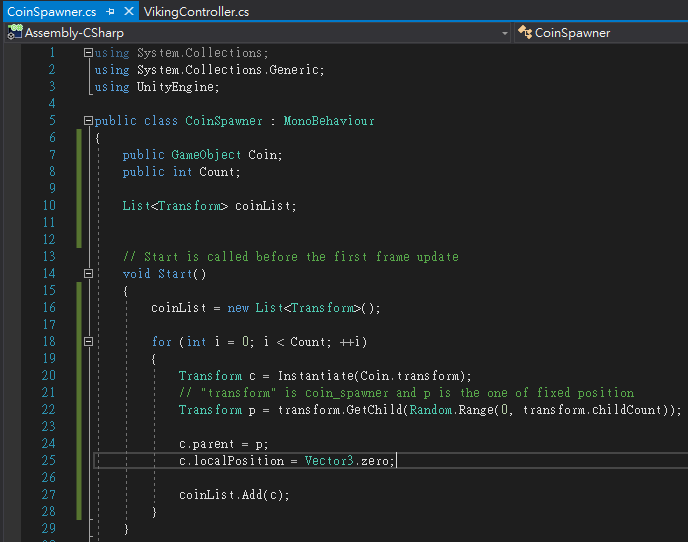 CoinSpawner.cs VikingController.cs
Assembly-CSharp CoinSpawner
1 using System.Collections;
2 using System.Collections.Generic;
3 using UnityEngine;
4
5 public class CoinSpawner : MonoBehaviour
6 {
7 public GameObject Coin;
8 public int Count;
9
10 List<Transform> coinList;
11
12
13 // Start is called before the first frame update
14 void Start()
15 {
16 coinList = new List<Transform>();
17
18 for (int i = 0; i < Count; ++i)
19 {
20 Transform c = Instantiate(Coin.transform);
21 // "transform" is coin_spawner and p is the one of fixed position
22 Transform p = transform.GetChild(Random.Range(0, transform.childCount));
23
24 c.parent = p;
25 c.localPosition = Vector3.zero;
26
27 coinList.Add(c);
28 }
29 }